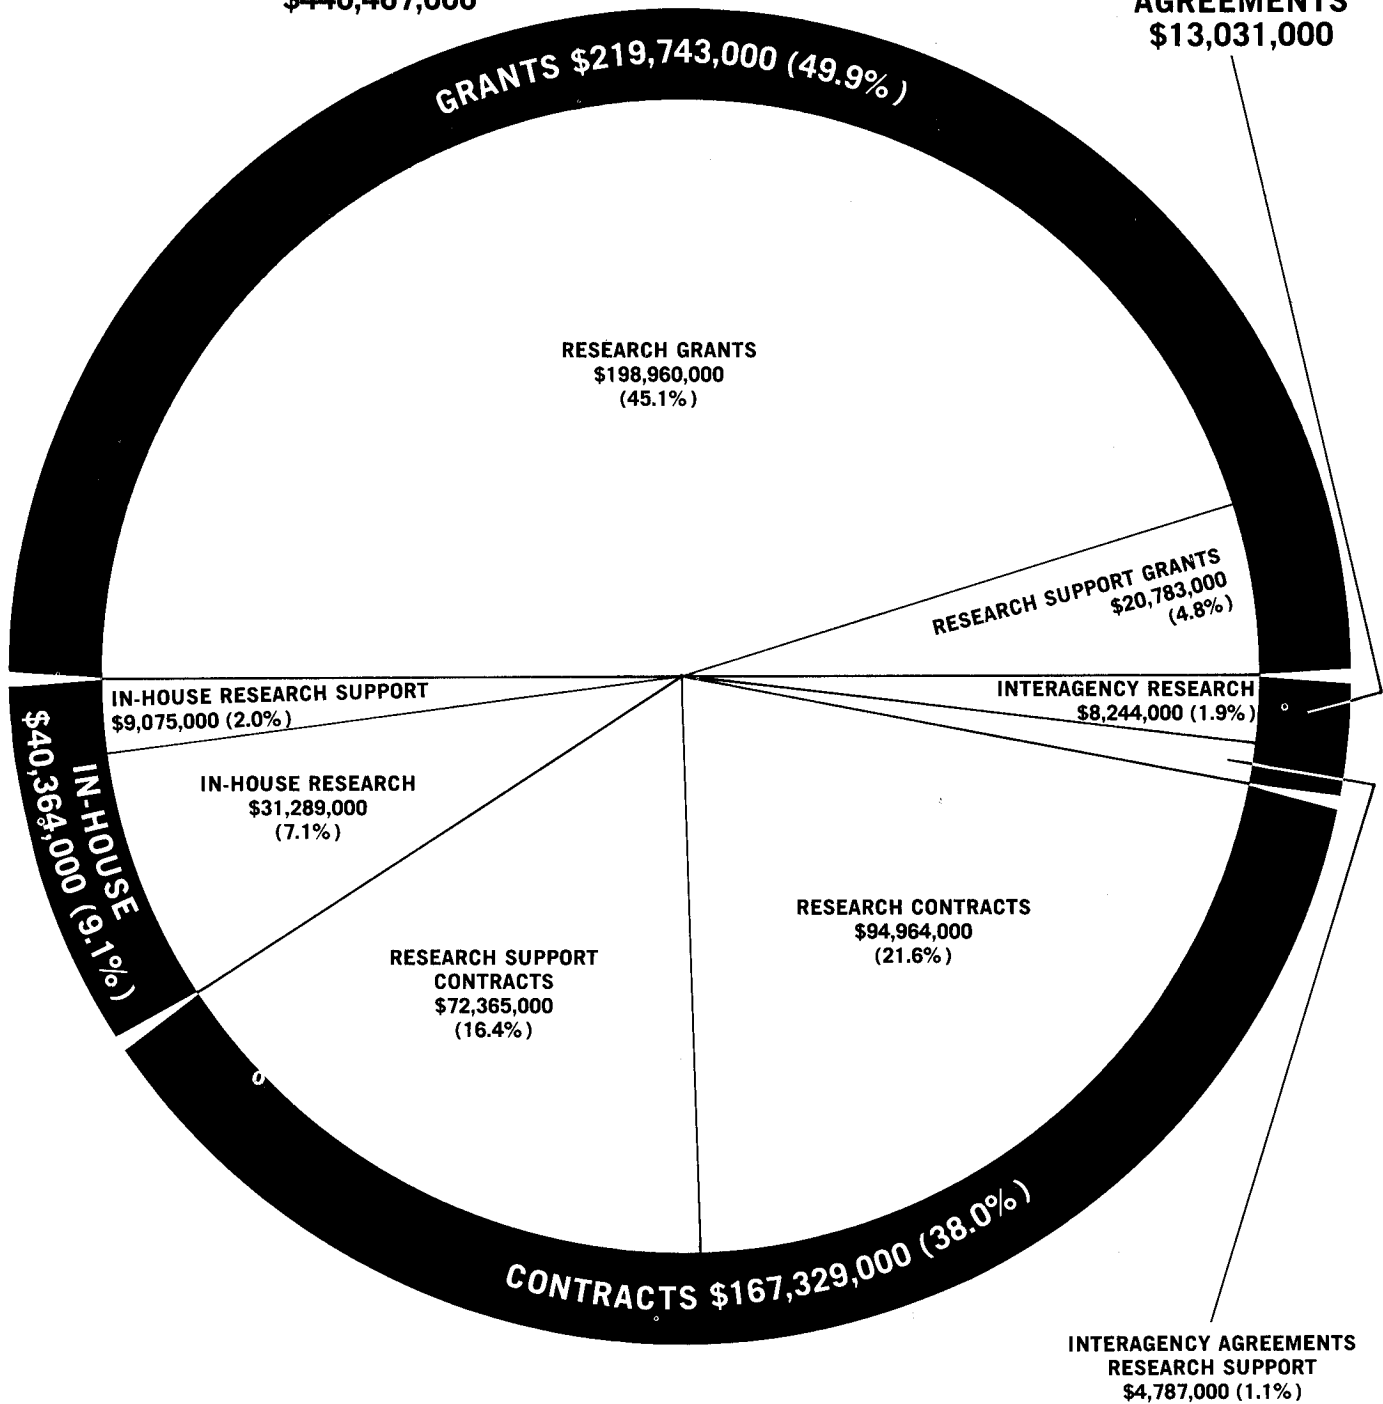 $440,467,000
AGREEMENTS
$13,031,000
GRANTS $219,743,000 (49.9%)
RESEARCH GRANTS
$198,960,000
(45.1%)
RESEARCH SUPPORT GRANTS
$20,783,000
(4.8%)
IN-HOUSE RESEARCH SUPPORT
$9,075,000 (2.0%)
INTERAGENCY RESEARCH
$8,244,000 (1.9%)
IN-HOUSE
$40,364,000 (9.1%)
IN-HOUSE RESEARCH
$31,289,000
(7.1%)
RESEARCH CONTRACTS
$94,964,000
(21.6%)
RESEARCH SUPPORT
CONTRACTS
$72,365,000
(16.4%)
CONTRACTS $167,329,000 (38.0%)
INTERAGENCY AGREEMENTS
RESEARCH SUPPORT
$4,787,000 (1.1%)